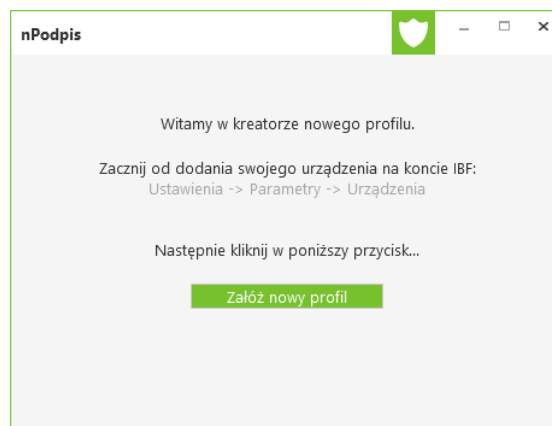 nPodpis
Witamy w kreatorze nowego profilu.
Zacznij od dodania swojego urządzenia na koncie IBF:
Ustawienia -> Parametry -> Urządzenia
Następnie kliknij w poniższy przycisk...
Załóż nowy profil